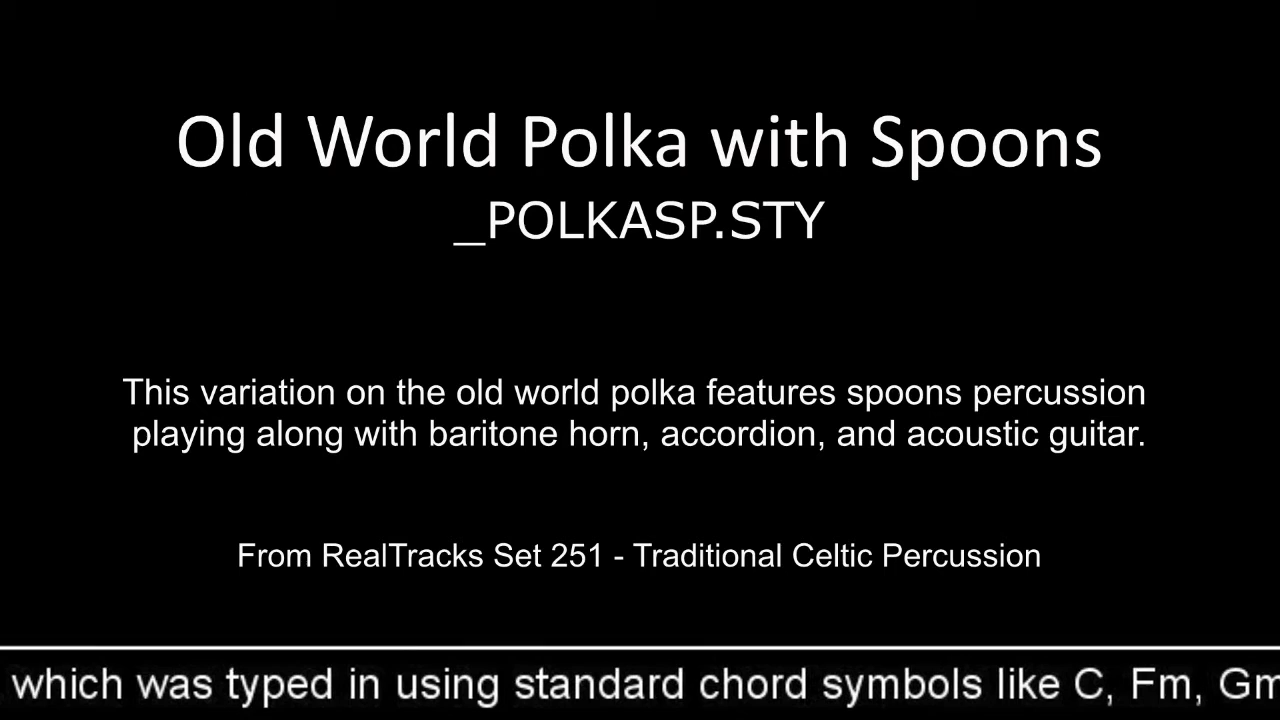 Old World Polka with Spoons
_POLKASP.STY
This variation on the old world polka features spoons percussion
playing along with baritone horn, accordion, and acoustic guitar.
From RealTracks Set 251 - Traditional Celtic Percussion
which was typed in using standard chord symbols like C, Fm, Gm